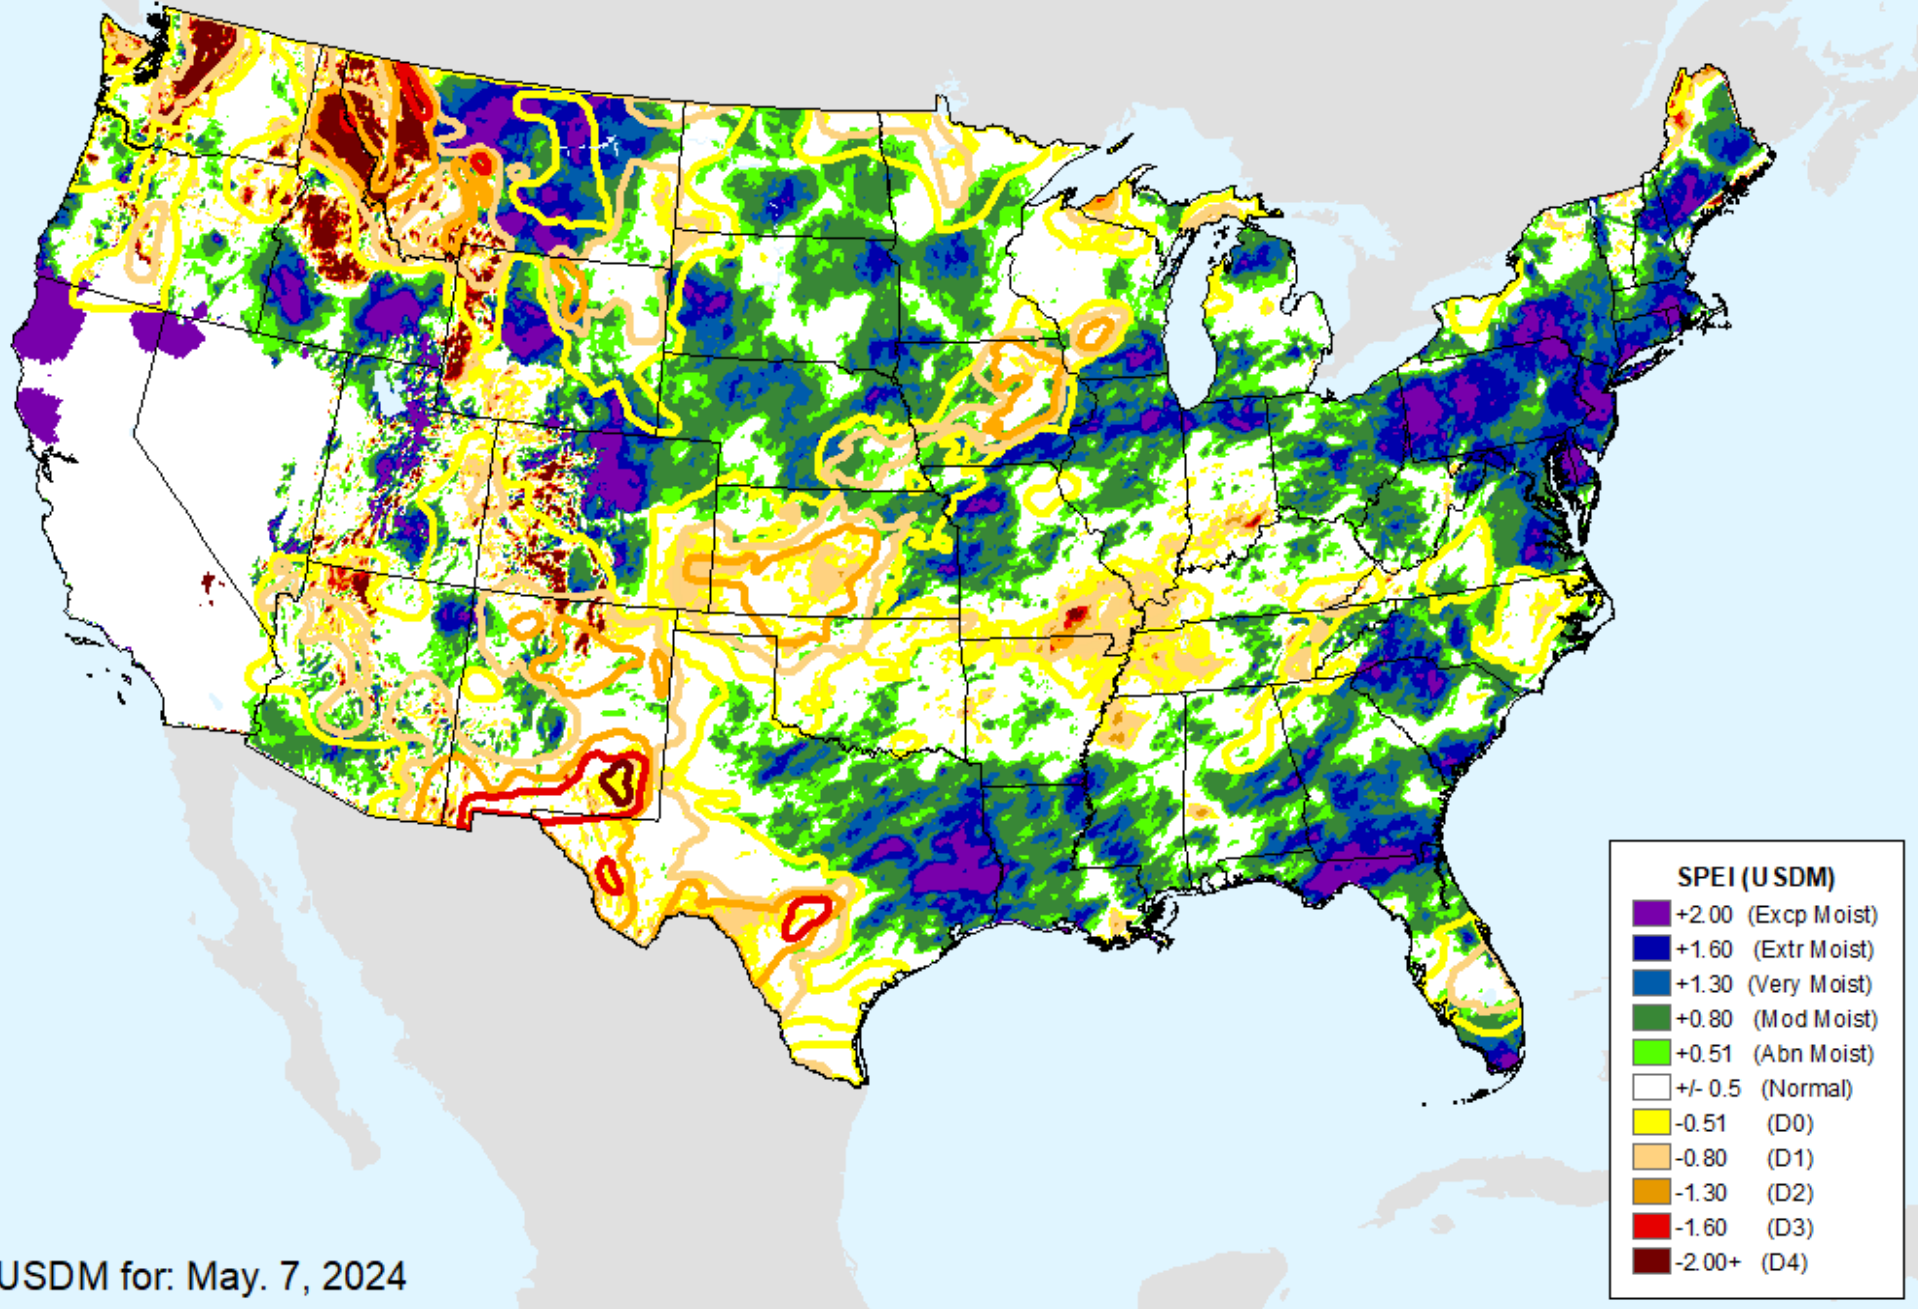 SPEI (USDM)
+2.00 (Excp Moist)
+1.60 (Extr Moist)
+1.30 (Very Moist)
+0.80 (Mod Moist)
+0.51 (Abn Moist)
+/- 0.5 (Normal)
-0.51 (D0)
-0.80 (D1)
-1.30 (D2)
-1.60 (D3)
-2.00+ (D4)
USDM for: May. 7, 2024